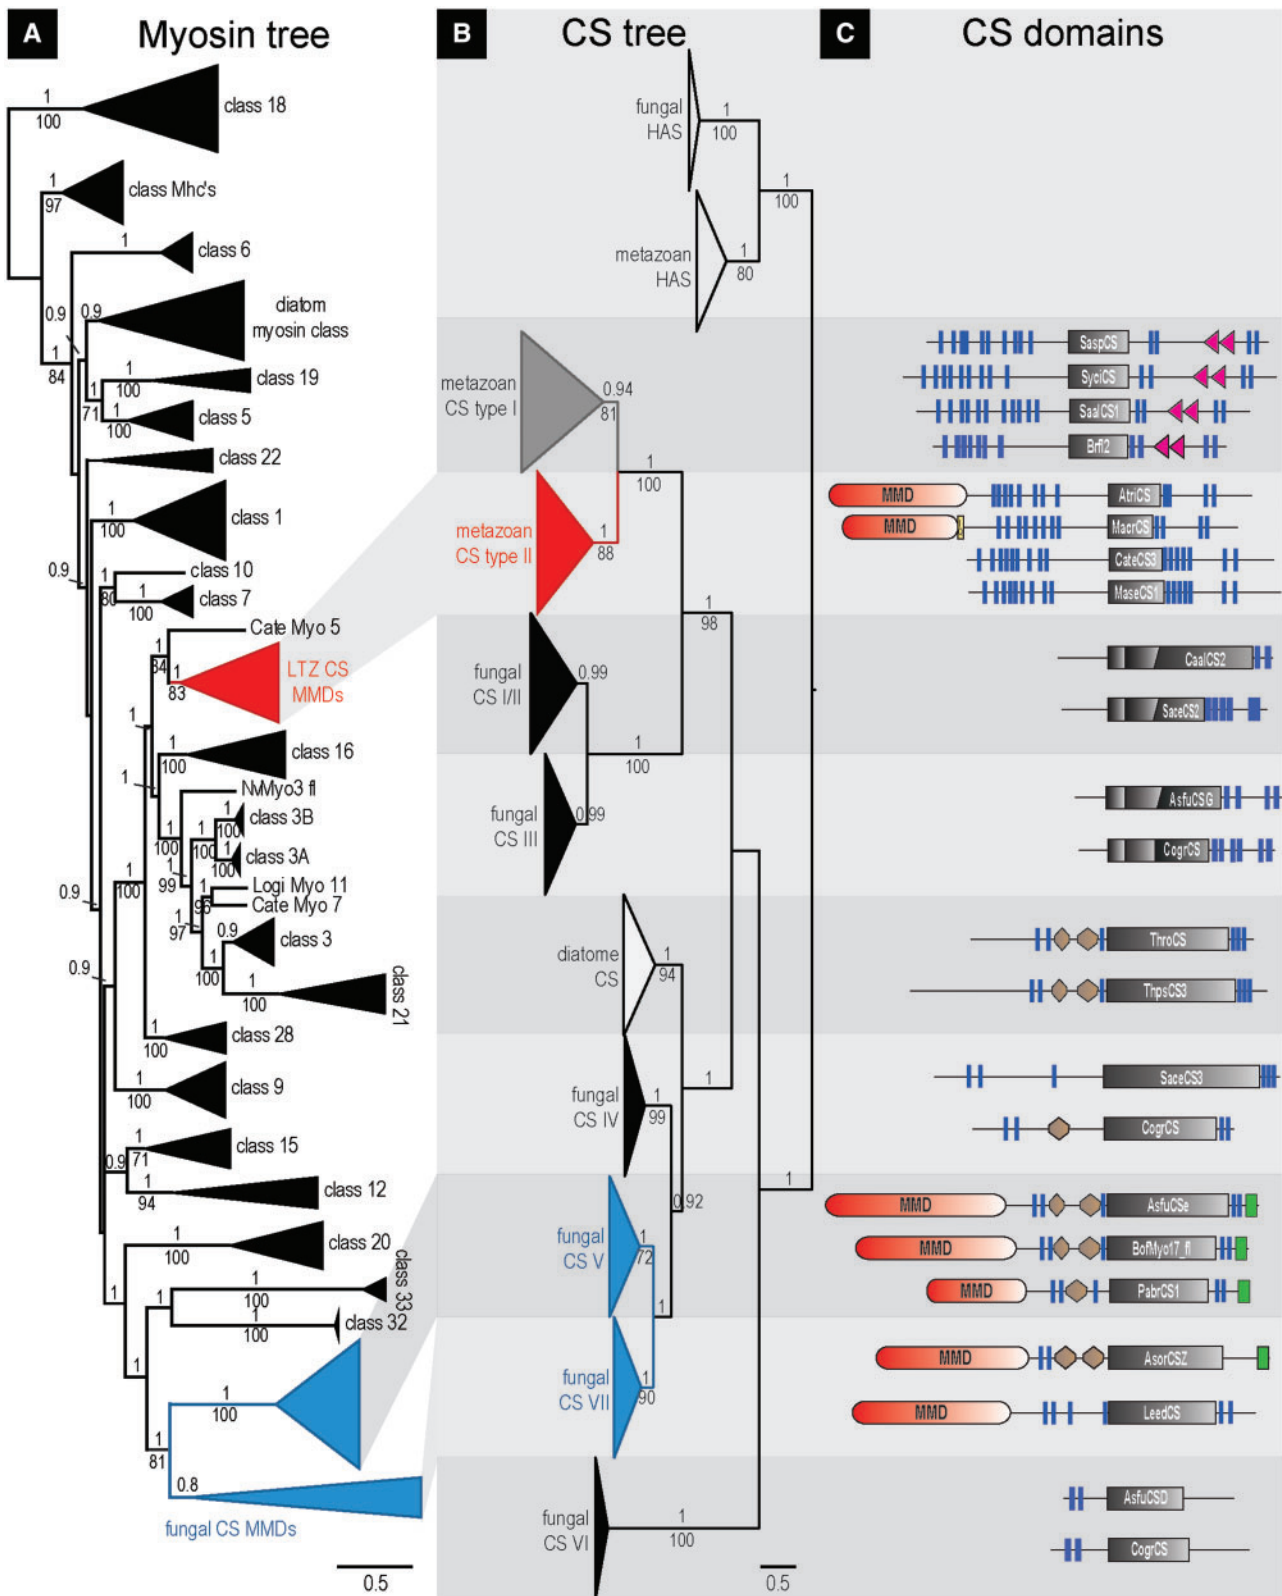 A Myosin tree
1
100
class 18
1
97
class Mhc's
1
class 6
0.9
0.9
diatom
myosin class
1
84
1
100
class 19
1
71
1
100
class 5
class 22
1
100
class 1
0.9
class 10
1
80
1
100
class 7
Cate Myo 5
1
84
1
83
LTZ CS
MMDs
1
1
100
class 16
1
NvMyo3 fl
1
100
class 3B
1
100
1
100
class 3A
1
100
1
99
Logi Myo 11
1
96
Cate Myo 7
1
97
0.9
class 3
1
100
1
100
class 21
0.9
1
100
1
100
class 28
0.9
1
100
class 9
1
71
class 15
0.9
1
94
class 12
1
100
class 20
1
1
100
class 33
1
100
class 32
1
100
1
81
0.8
fungal CS MMDs
0.5
B CS tree
fungal
HAS
1
100
1
100
metazoan
HAS
1
80
metazoan
CS type I
0.94
81
1
100
metazoan
CS type II
1
88
1
98
fungal
CS I/II
0.99
1
100
fungal
CS III
0.99
diatome
CS
1
94
1
fungal
CS IV
1
99
0.92
1
fungal
CS V
1
72
fungal
CS VII
1
90
fungal
CS VI
1
100
0.5
C CS domains
SaspCS
SyciCS
SaalCS1
Brfl2
MMD AtriCS
MMD MacrCS
CateCS3
MaseCS1
CaalCS2
SaceCS2
AsfuCSG
CogrCS
ThroCS
ThpsCS3
SaceCS3
CogrCS
MMD AsfuCSe
MMD BofMyo17_fl
MMD PabrCS1
MMD AsorCSZ
MMD LeedCS
AsfuCSD
CogrCS